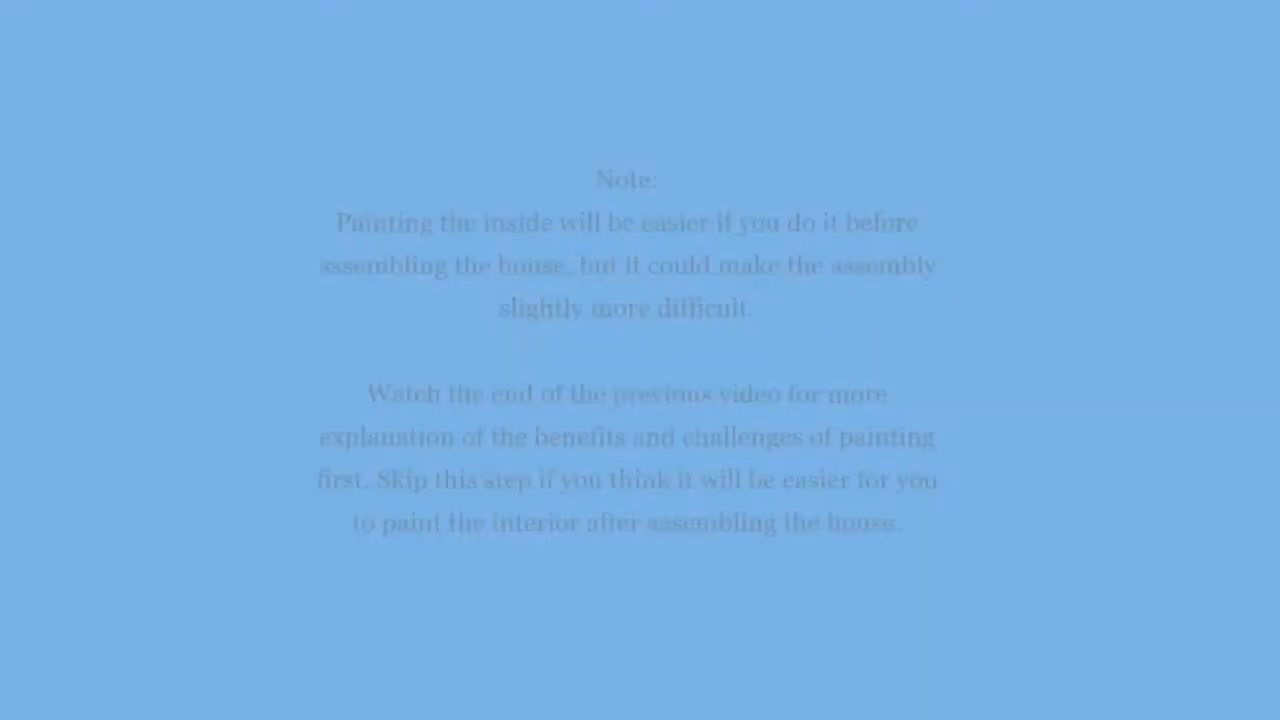 Note:
Painting the inside will be easier if you do it before
assembling the house, but it could make the assembly
slightly more difficult.
Watch the end of the previous video for more
explanation of the benefits and challenges of painting
first. Skip this step if you think it will be easier for you
to paint the interior after assembling the house.